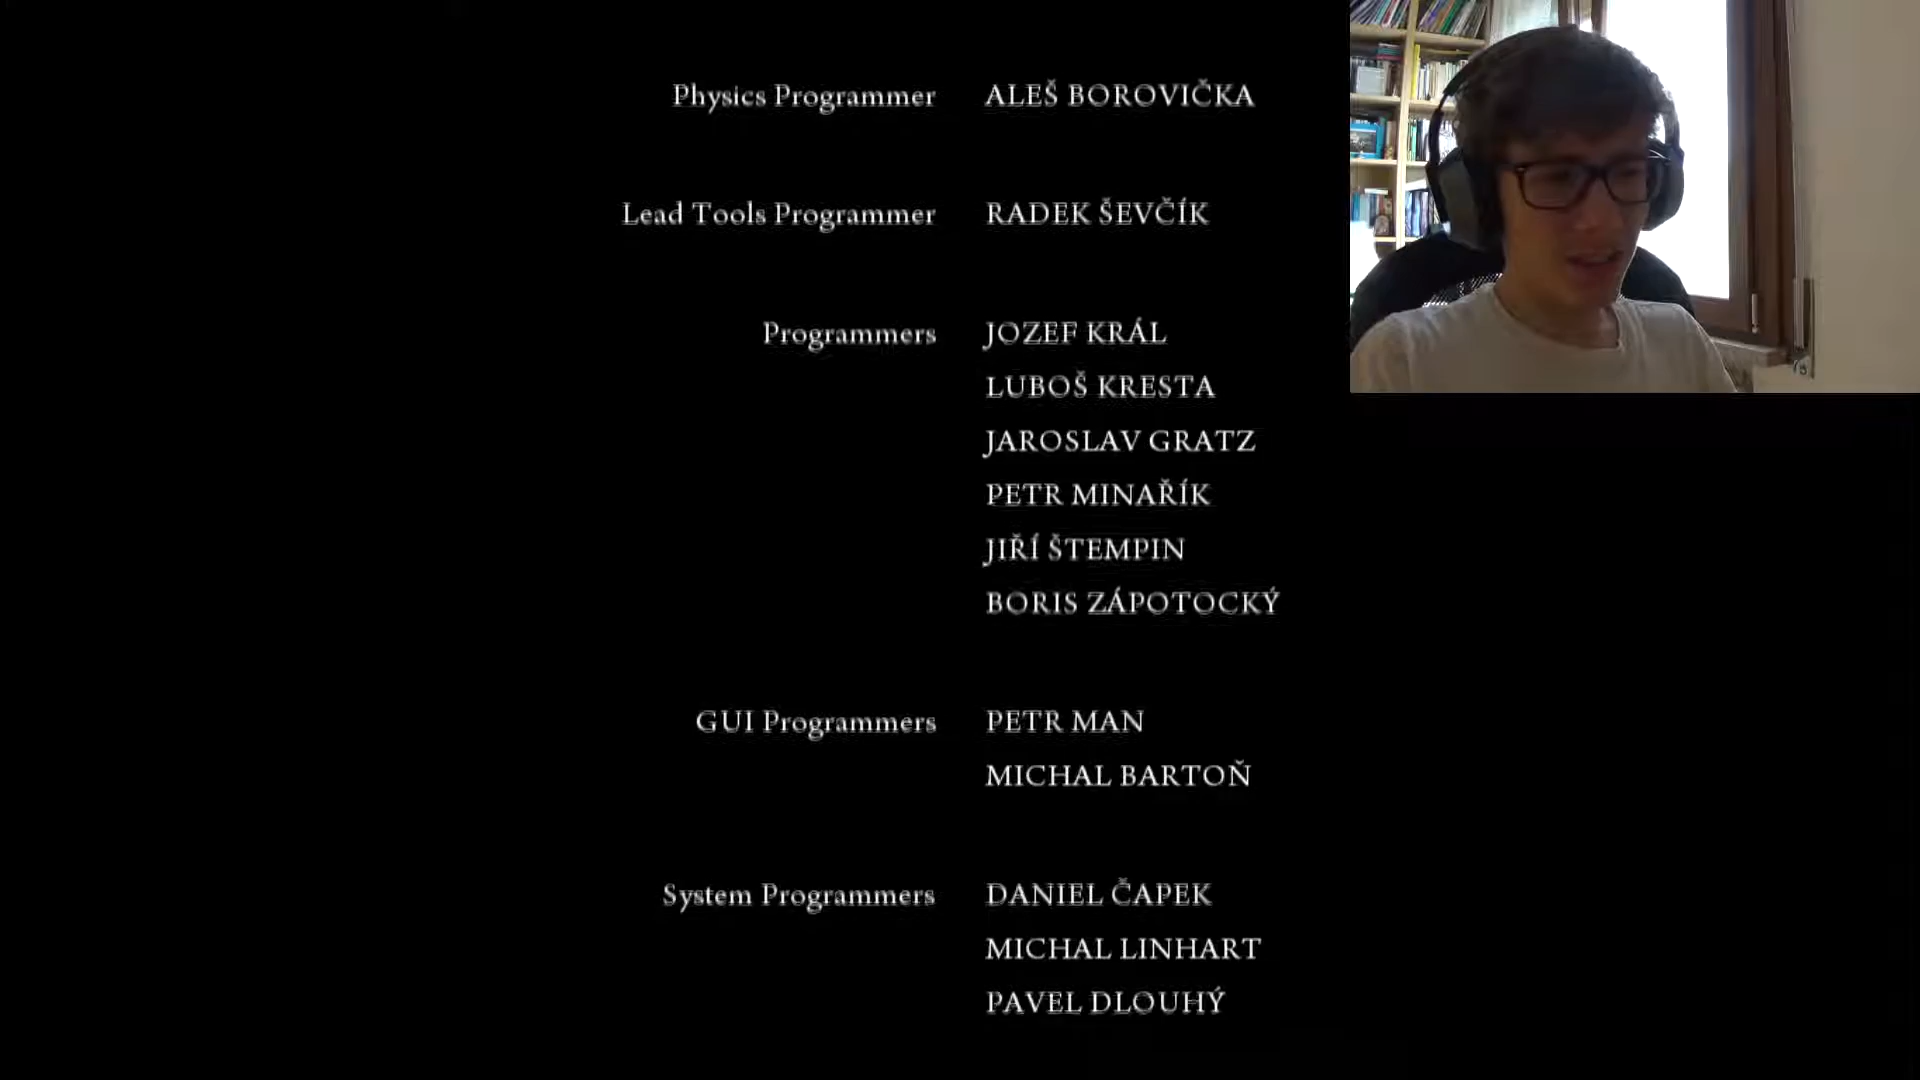 Physics Programmer ALEŠ BOROVIČKA
Lead Tools Programmer RADEK ŠEVČÍK
Programmers JOZEF KRÁL
LUBOŠ KRESTA
JAROSLAV GRATZ
PETR MINAŘÍK
JIŘÍ ŠTEMPIN
BORIS ZÁPOTOCKÝ
GUI Programmers PETR MAN
MICHAL BARTOŇ
System Programmers DANIEL ČAPEK
MICHAL LINHART
PAVEL DLOUHÝ